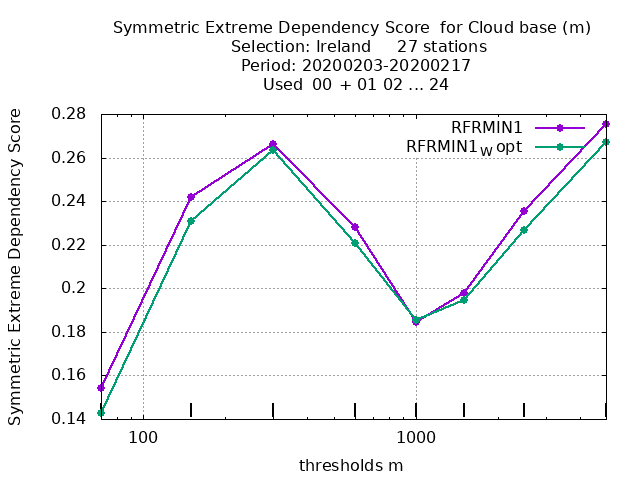 Symmetric Extreme Dependency Score  for Cloud base (m)
Selection: Ireland     27 stations
Period: 20200203-20200217
Used  00 + 01 02 ... 24
RFRMIN1
RFRMIN1W opt
Symmetric Extreme Dependency Score
0.28
0.26
0.24
0.22
0.2
0.18
0.16
0.14
100
1000
thresholds m